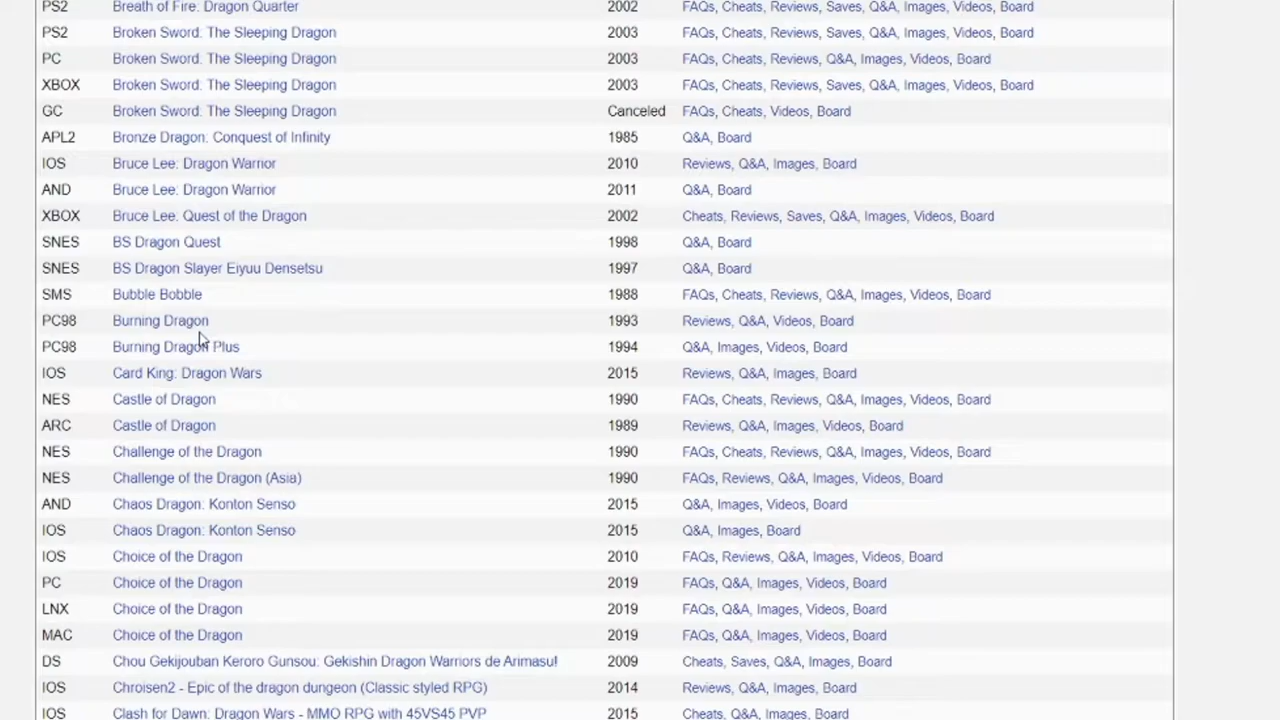 PS2 Breath of Fire: Dragon Quarter 2002 FAQs, Cheats, Reviews, Saves, Q&A, Images, Videos, Board
PS2 Broken Sword: The Sleeping Dragon 2003 FAQs, Cheats, Reviews, Saves, Q&A, Images, Videos, Board
PC Broken Sword: The Sleeping Dragon 2003 FAQs, Cheats, Reviews, Q&A, Images, Videos, Board
XBOX Broken Sword: The Sleeping Dragon 2003 FAQs, Cheats, Reviews, Saves, Q&A, Images, Videos, Board
GC Broken Sword: The Sleeping Dragon Canceled FAQs, Cheats, Videos, Board
APL2 Bronze Dragon: Conquest of Infinity 1985 Q&A, Board
IOS Bruce Lee: Dragon Warrior 2010 Reviews, Q&A, Images, Board
AND Bruce Lee: Dragon Warrior 2011 Q&A, Board
XBOX Bruce Lee: Quest of the Dragon 2002 Cheats, Reviews, Saves, Q&A, Images, Videos, Board
SNES BS Dragon Quest 1998 Q&A, Board
SNES BS Dragon Slayer Eiyuu Densetsu 1997 Q&A, Board
SMS Bubble Bobble 1988 FAQs, Cheats, Reviews, Q&A, Images, Videos, Board
PC98 Burning Dragon 1993 Reviews, Q&A, Videos, Board
PC98 Burning Dragon Plus 1994 Q&A, Images, Videos, Board
IOS Card King: Dragon Wars 2015 Reviews, Q&A, Images, Board
NES Castle of Dragon 1990 FAQs, Cheats, Reviews, Q&A, Images, Videos, Board
ARC Castle of Dragon 1989 Reviews, Q&A, Images, Videos, Board
NES Challenge of the Dragon 1990 FAQs, Cheats, Reviews, Q&A, Images, Videos, Board
NES Challenge of the Dragon (Asia) 1990 FAQs, Reviews, Q&A, Images, Videos, Board
AND Chaos Dragon: Konton Senso 2015 Q&A, Images, Videos, Board
IOS Chaos Dragon: Konton Senso 2015 Q&A, Images, Board
IOS Choice of the Dragon 2010 FAQs, Reviews, Q&A, Images, Videos, Board
PC Choice of the Dragon 2019 FAQs, Q&A, Images, Videos, Board
LNX Choice of the Dragon 2019 FAQs, Q&A, Images, Videos, Board
MAC Choice of the Dragon 2019 FAQs, Q&A, Images, Videos, Board
DS Chou Gekijouban Keroro Gunsou: Gekishin Dragon Warriors de Arimasu! 2009 Cheats, Saves, Q&A, Images, Board
IOS Chroisen2 - Epic of the dragon dungeon (Classic styled RPG) 2014 Reviews, Q&A, Images, Board
IOS Clash for Dawn: Dragon Wars - MMO RPG with 45VS45 PVP 2015 Cheats, Q&A, Images, Board